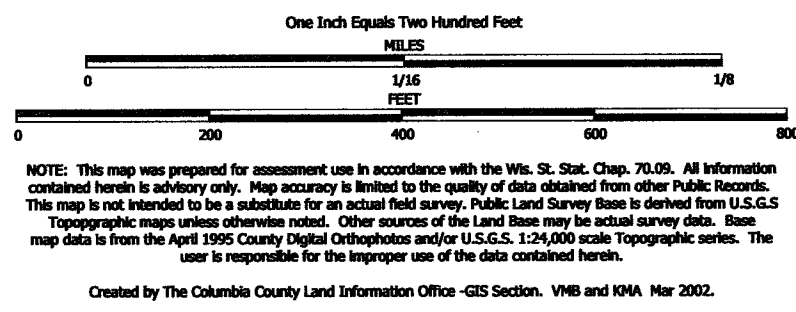 One Inch Equals Two Hundred Feet
MILES
0 1/16 1/8
FEET
0 200 400 600 800
NOTE: This map was prepared for assessment use in accordance with the Wis. St. Stat. Chap. 70.09. All information
contained herein is advisory only. Map accuracy is limited to the quality of data obtained from other Public Records.
This map is not intended to be a substitute for an actual field survey. Public Land Survey Base is derived from U.S.G.S
Topopgraphic maps unless otherwise noted. Other sources of the Land Base may be actual survey data. Base
map data is from the April 1995 County Digital Orthophotos and/or U.S.G.S. 1:24,000 scale Topographic series. The
user is responsible for the improper use of the data contained herein.
Created by The Columbia County Land Information Office -GIS Section. VMB and KMA Mar 2002.